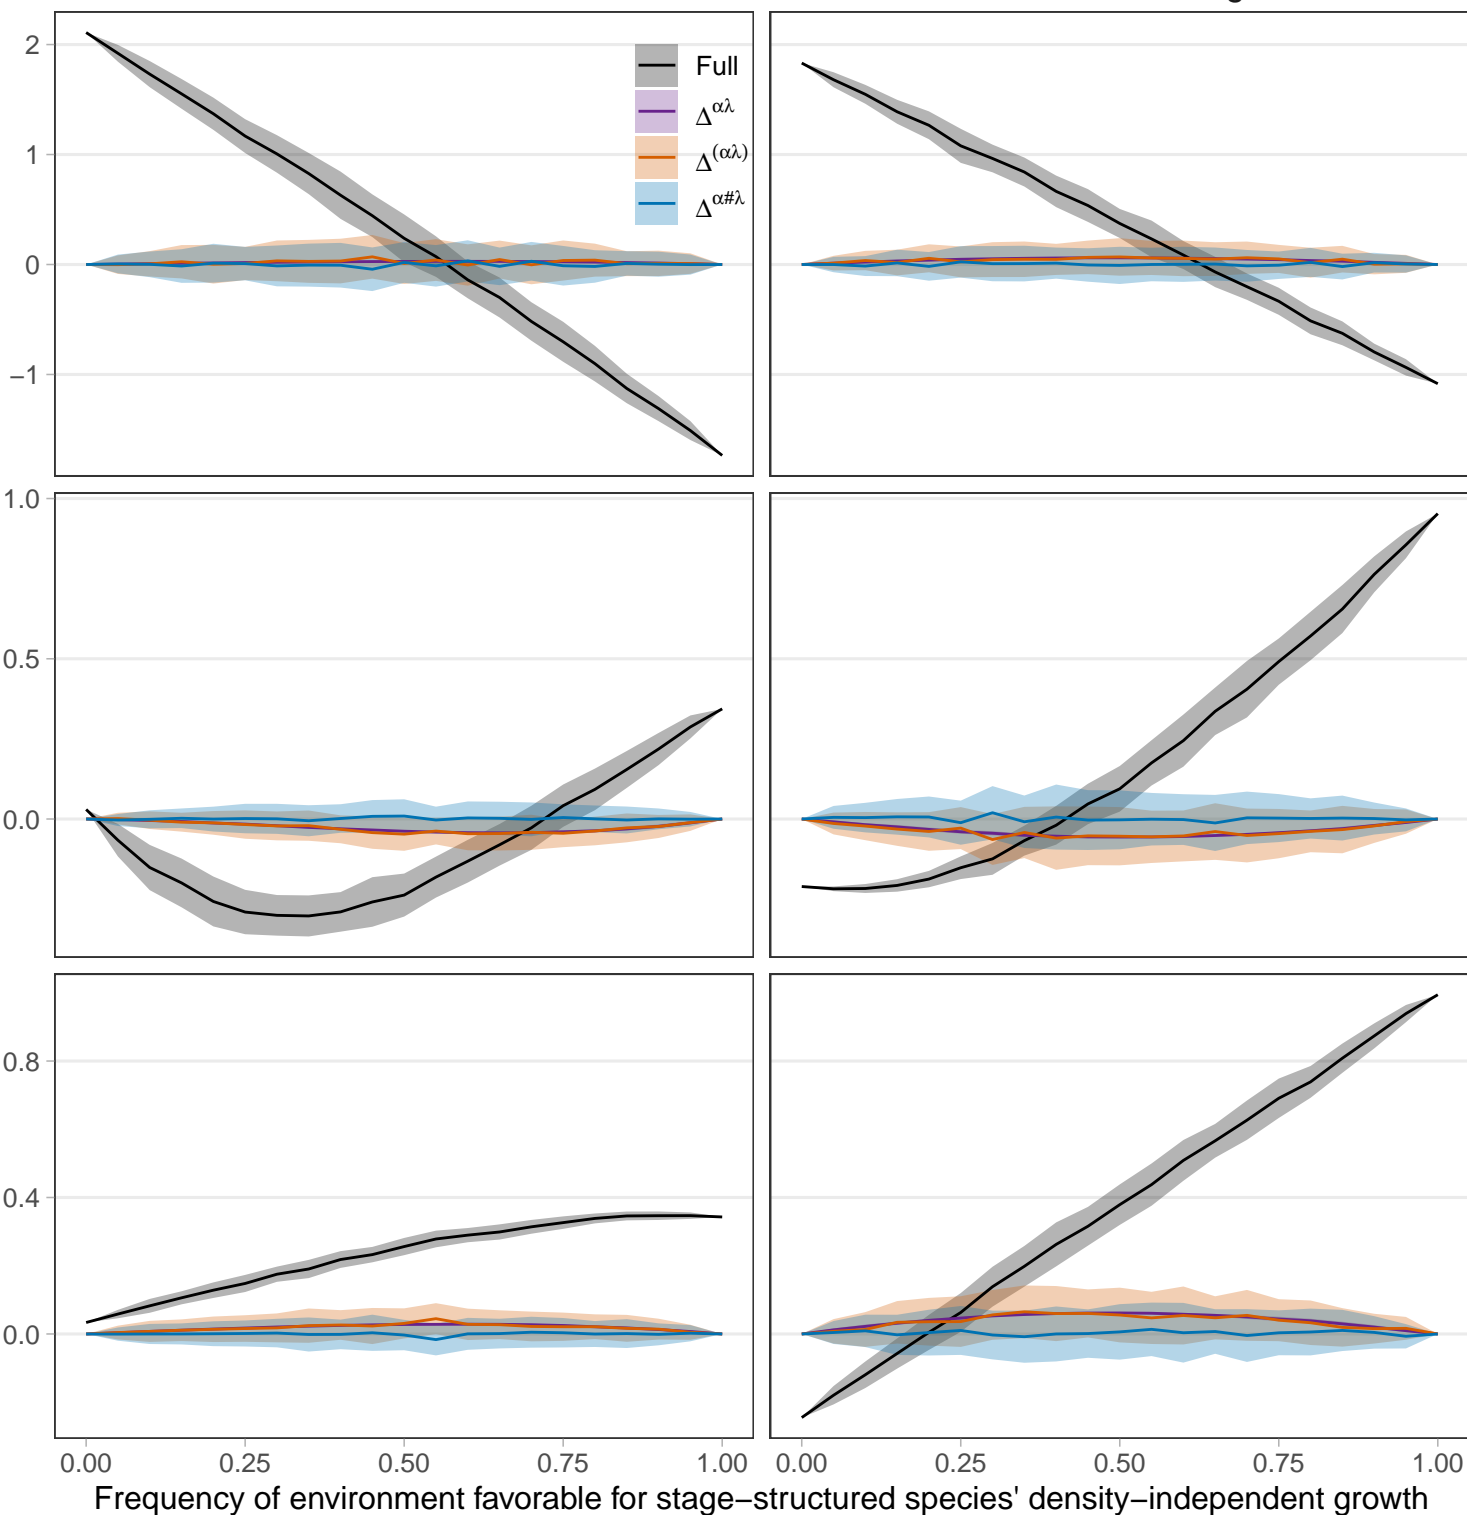 2
1
0
−1
Full
Δαλ
Δ(αλ)
Δα#λ
1.0
0.5
0.0
0.8
0.4
0.0
0.00 0.25 0.50 0.75 1.00 0.00 0.25 0.50 0.75 1.00
Frequency of environment favorable for stage−structured species' density−independent growth